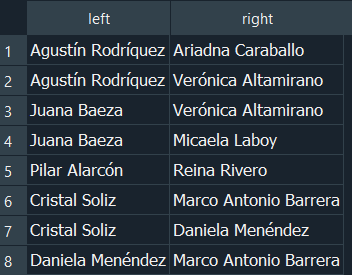 left right
1 Agustín Rodríquez Ariadna Caraballo
2 Agustín Rodríquez Verónica Altamirano
3 Juana Baeza Verónica Altamirano
4 Juana Baeza Micaela Laboy
5 Pilar Alarcón Reina Rivero
6 Cristal Soliz Marco Antonio Barrera
7 Cristal Soliz Daniela Menéndez
8 Daniela Menéndez Marco Antonio Barrera